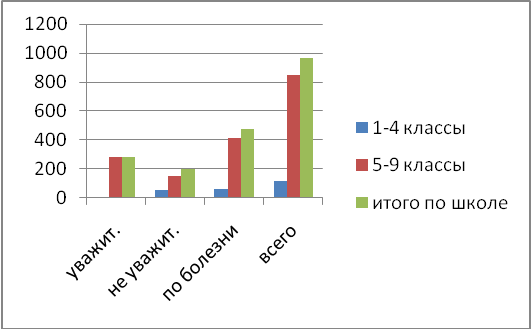 1200
1000
800
600
400
200
0
уважит.
не уважит.
по болезни
всего
1-4 классы
5-9 классы
итого по школе